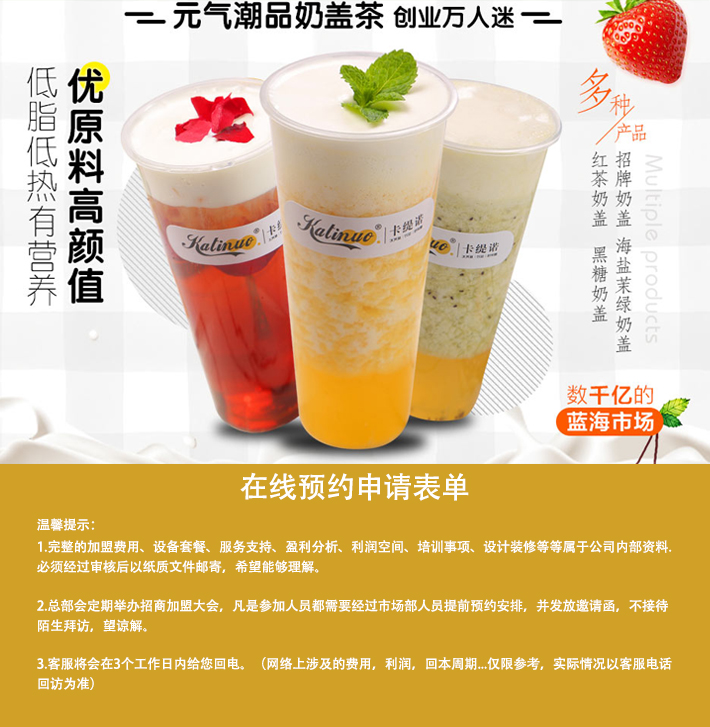 元气潮品奶盖茶 创业万人迷
优原料高颜值
低脂低热有营养
多种产品
招牌奶盖 海盐茉绿奶盖
红茶奶盖 黑糖奶盖
Multiple products
Kalinuo® 卡缇诺
Kalinuo® 卡缇诺
Kalinuo® 卡缇诺
数千亿的
蓝海市场
在线预约申请表单
温馨提示:
1.完整的加盟费用、设备套餐、服务支持、盈利分析、利润空间、培训事项、设计装修等等属于公司内部资料.
必须经过审核后以纸质文件邮寄,希望能够理解。
2.总部会定期举办招商加盟大会,凡是参加人员都需要经过市场部人员提前预约安排,并发放邀请函,不接待
陌生拜访,望谅解。
3.客服将会在3个工作日内给您回电。(网络上涉及的费用,利润,回本周期...仅限参考,实际情况以客服电话
回访为准)